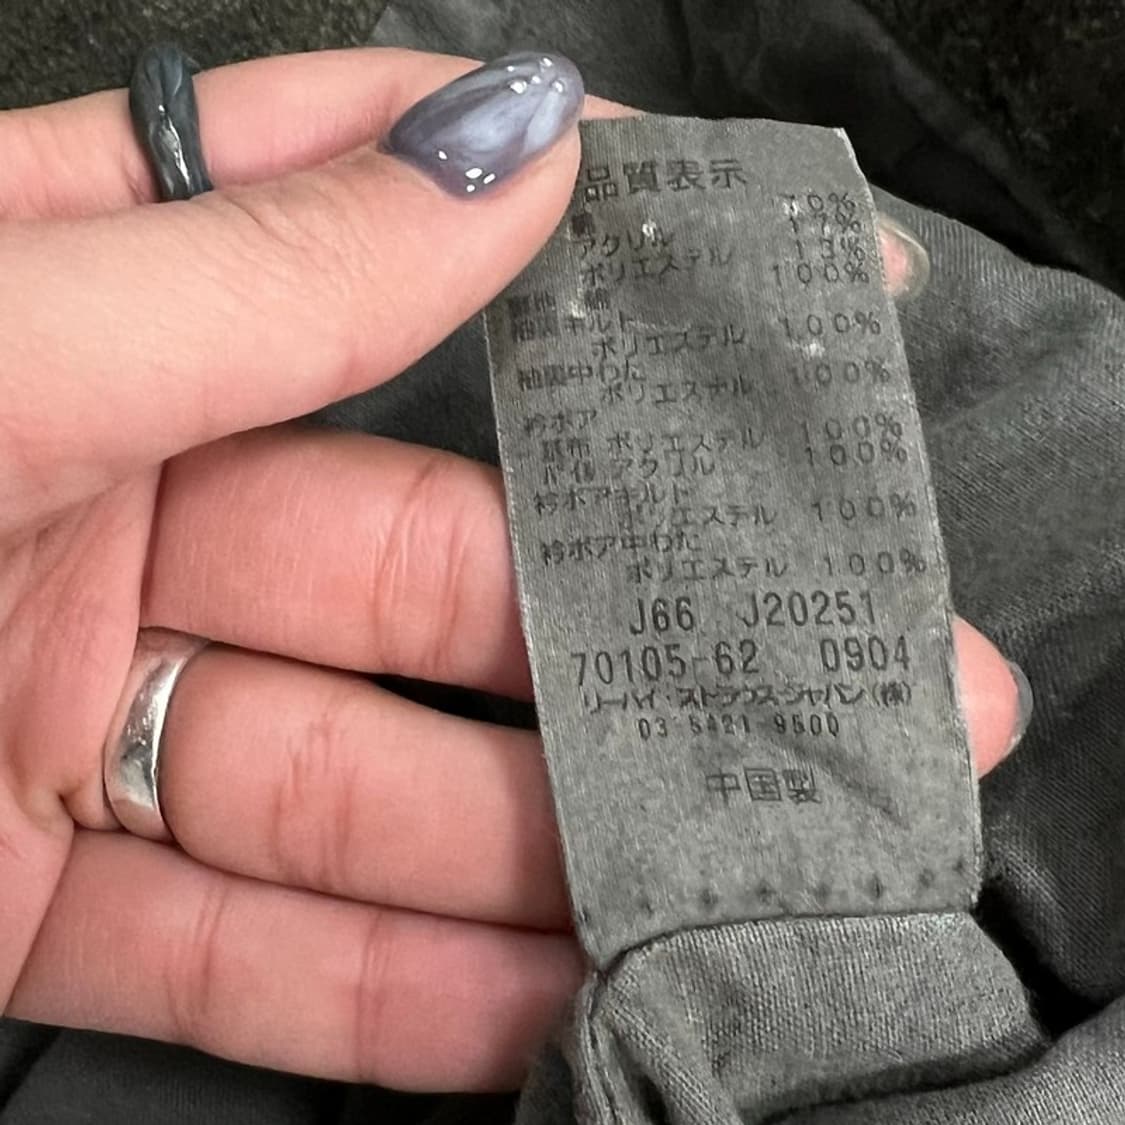 品質表示
70%
17%
アクリル 13%
ポリエステル 100%
綿
袖裏キルト
ポリエステル 100%
袖裏中わた
ポリエステル 100%
衿ボア
基布 ポリエステル 100%
パイル アクリル 100%
衿ボアキルト
ポリエステル 100%
衿ボア中わた
ポリエステル 100%
J66 J20251
70105-62 0904
リーバイ・ストラウス ジャパン(株)
03 5421 9500
中国製